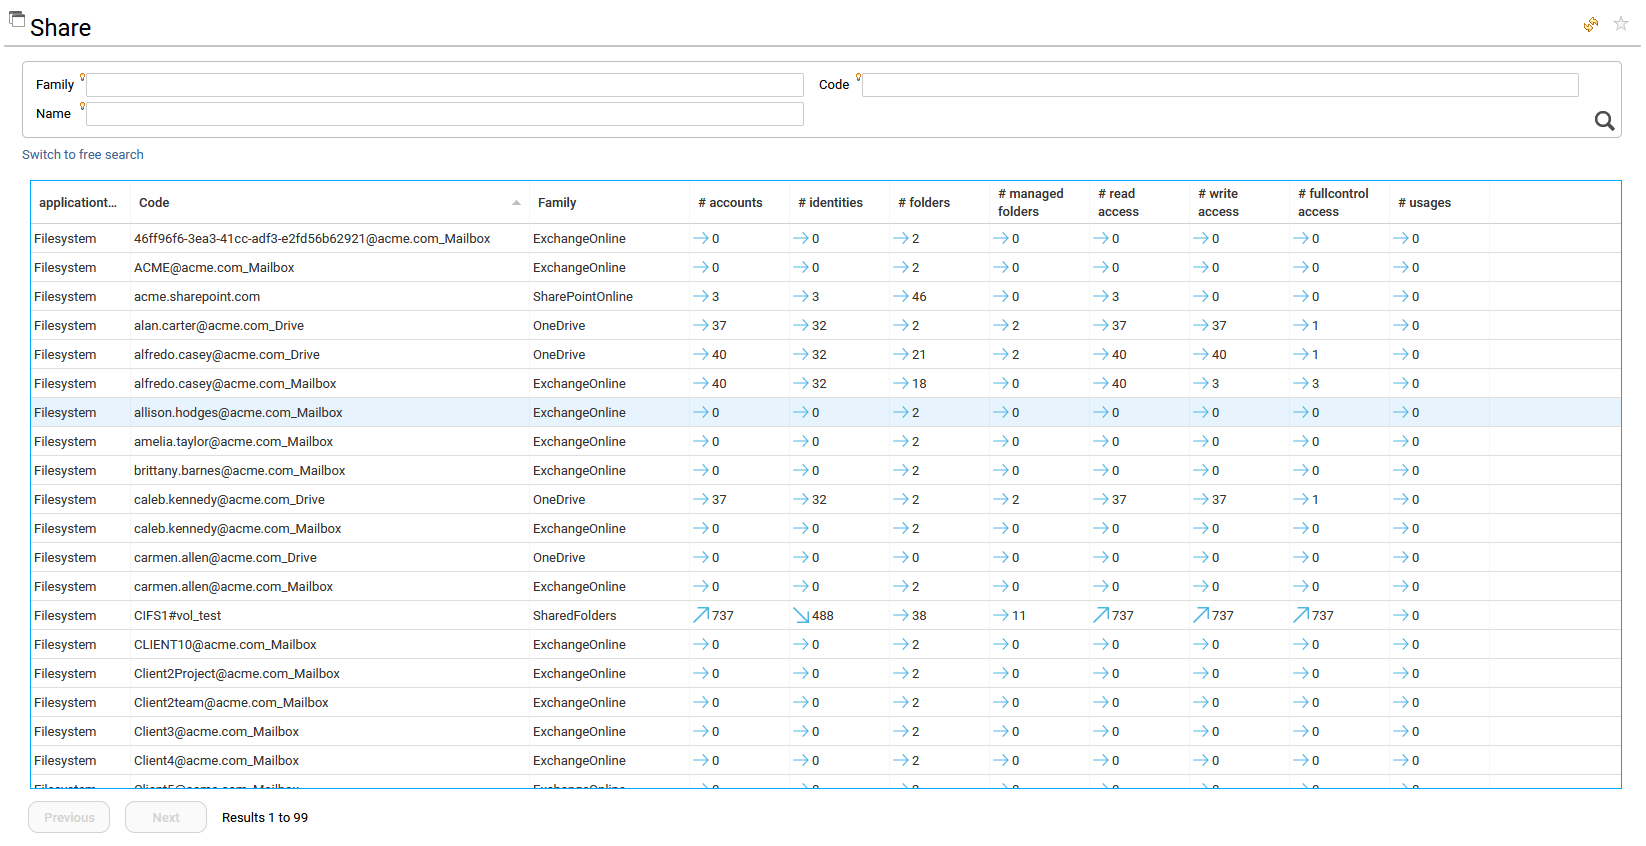 Share
Family
Code
Name
Switch to free search
applicationt... Code Family # accounts # identities # folders # managed folders # read access # write access # fullcontrol access # usages
Filesystem 46ff96f6-3ea3-41cc-adf3-e2fd56b62921@acme.com_Mailbox ExchangeOnline 0 0 2 0 0 0 0 0
Filesystem ACME@acme.com_Mailbox ExchangeOnline 0 0 2 0 0 0 0 0
Filesystem acme.sharepoint.com SharePointOnline 3 3 46 0 3 0 0 0
Filesystem alan.carter@acme.com_Drive OneDrive 37 32 2 2 37 37 1 0
Filesystem alfredo.casey@acme.com_Drive OneDrive 40 32 21 2 40 40 1 0
Filesystem alfredo.casey@acme.com_Mailbox ExchangeOnline 40 32 18 0 40 3 3 0
Filesystem allison.hodges@acme.com_Mailbox ExchangeOnline 0 0 2 0 0 0 0 0
Filesystem amelia.taylor@acme.com_Mailbox ExchangeOnline 0 0 2 0 0 0 0 0
Filesystem brittany.barnes@acme.com_Mailbox ExchangeOnline 0 0 2 0 0 0 0 0
Filesystem caleb.kennedy@acme.com_Drive OneDrive 37 32 2 2 37 37 1 0
Filesystem caleb.kennedy@acme.com_Mailbox ExchangeOnline 0 0 2 0 0 0 0 0
Filesystem carmen.allen@acme.com_Drive OneDrive 0 0 0 0 0 0 0 0
Filesystem carmen.allen@acme.com_Mailbox ExchangeOnline 0 0 2 0 0 0 0 0
Filesystem CIFS1#vol_test SharedFolders 737 488 38 11 737 737 737 0
Filesystem CLIENT10@acme.com_Mailbox ExchangeOnline 0 0 2 0 0 0 0 0
Filesystem Client2Project@acme.com_Mailbox ExchangeOnline 0 0 2 0 0 0 0 0
Filesystem Client2team@acme.com_Mailbox ExchangeOnline 0 0 2 0 0 0 0 0
Filesystem Client3@acme.com_Mailbox ExchangeOnline 0 0 2 0 0 0 0 0
Filesystem Client4@acme.com_Mailbox ExchangeOnline 0 0 2 0 0 0 0 0
Previous Next Results 1 to 99